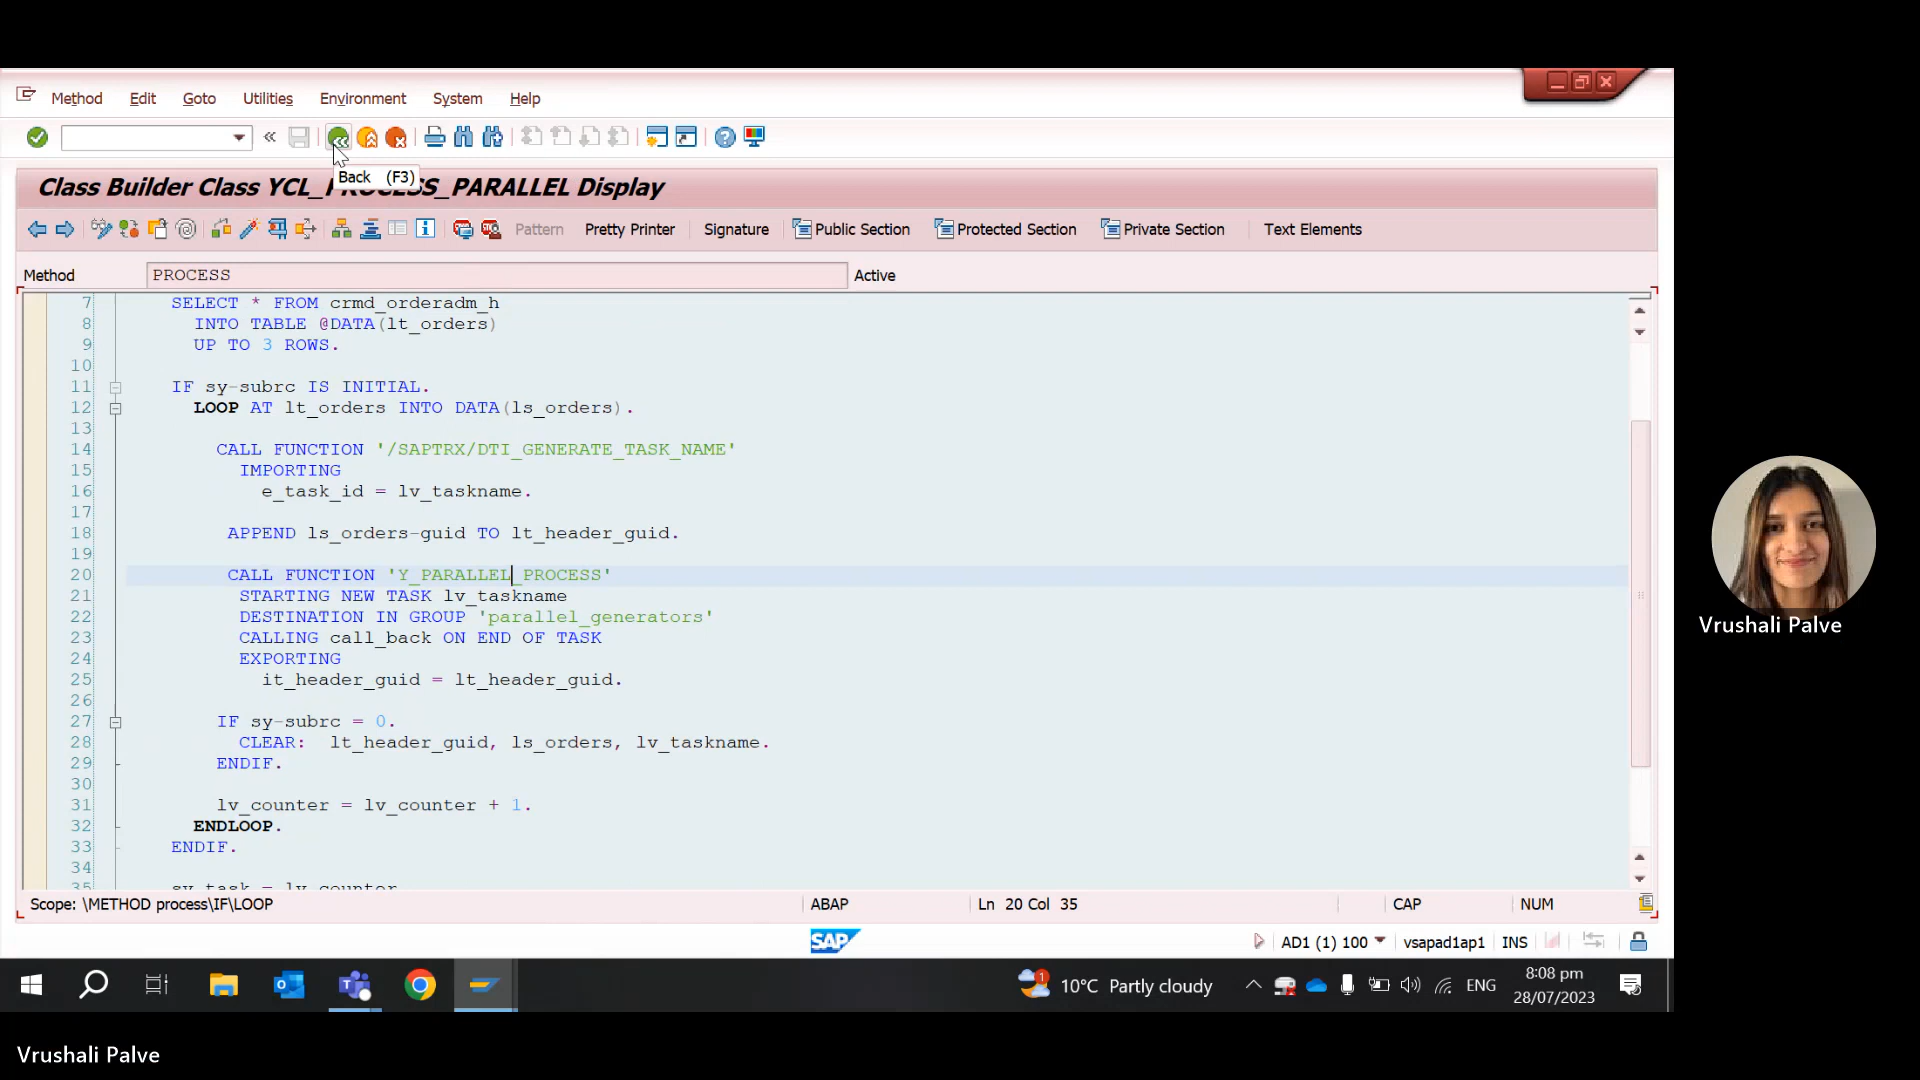 Method Edit Goto Utilities Environment System Help
Back (F3)
Class Builder Class YCL_PROCESS_PARALLEL Display
Pattern Pretty Printer Signature Public Section Protected Section Private Section Text Elements
Method PROCESS Active
7 SELECT * FROM crmd_orderadm_h
8 INTO TABLE @DATA(lt_orders)
9 UP TO 3 ROWS.
10
11 IF sy-subrc IS INITIAL.
12 LOOP AT lt_orders INTO DATA(ls_orders).
13
14 CALL FUNCTION '/SAPTRX/DTI_GENERATE_TASK_NAME'
15 IMPORTING
16 e_task_id = lv_taskname.
17
18 APPEND ls_orders-guid TO lt_header_guid.
19
20 CALL FUNCTION 'Y_PARALLEL_PROCESS'
21 STARTING NEW TASK lv_taskname
22 DESTINATION IN GROUP 'parallel_generators'
23 CALLING call_back ON END OF TASK
24 EXPORTING
25 it_header_guid = lt_header_guid.
26
27 IF sy-subrc = 0.
28 CLEAR: lt_header_guid, ls_orders, lv_taskname.
29 ENDIF.
30
31 lv_counter = lv_counter + 1.
32 ENDLOOP.
33 ENDIF.
34
35 sv_task = lv_counter
Scope: \METHOD process\IF\LOOP ABAP Ln 20 Col 35 CAP NUM
SAP AD1 (1) 100 vsapad1ap1 INS
1 10°C Partly cloudy ENG 8:08 pm
28/07/2023
Vrushali Palve
Vrushali Palve